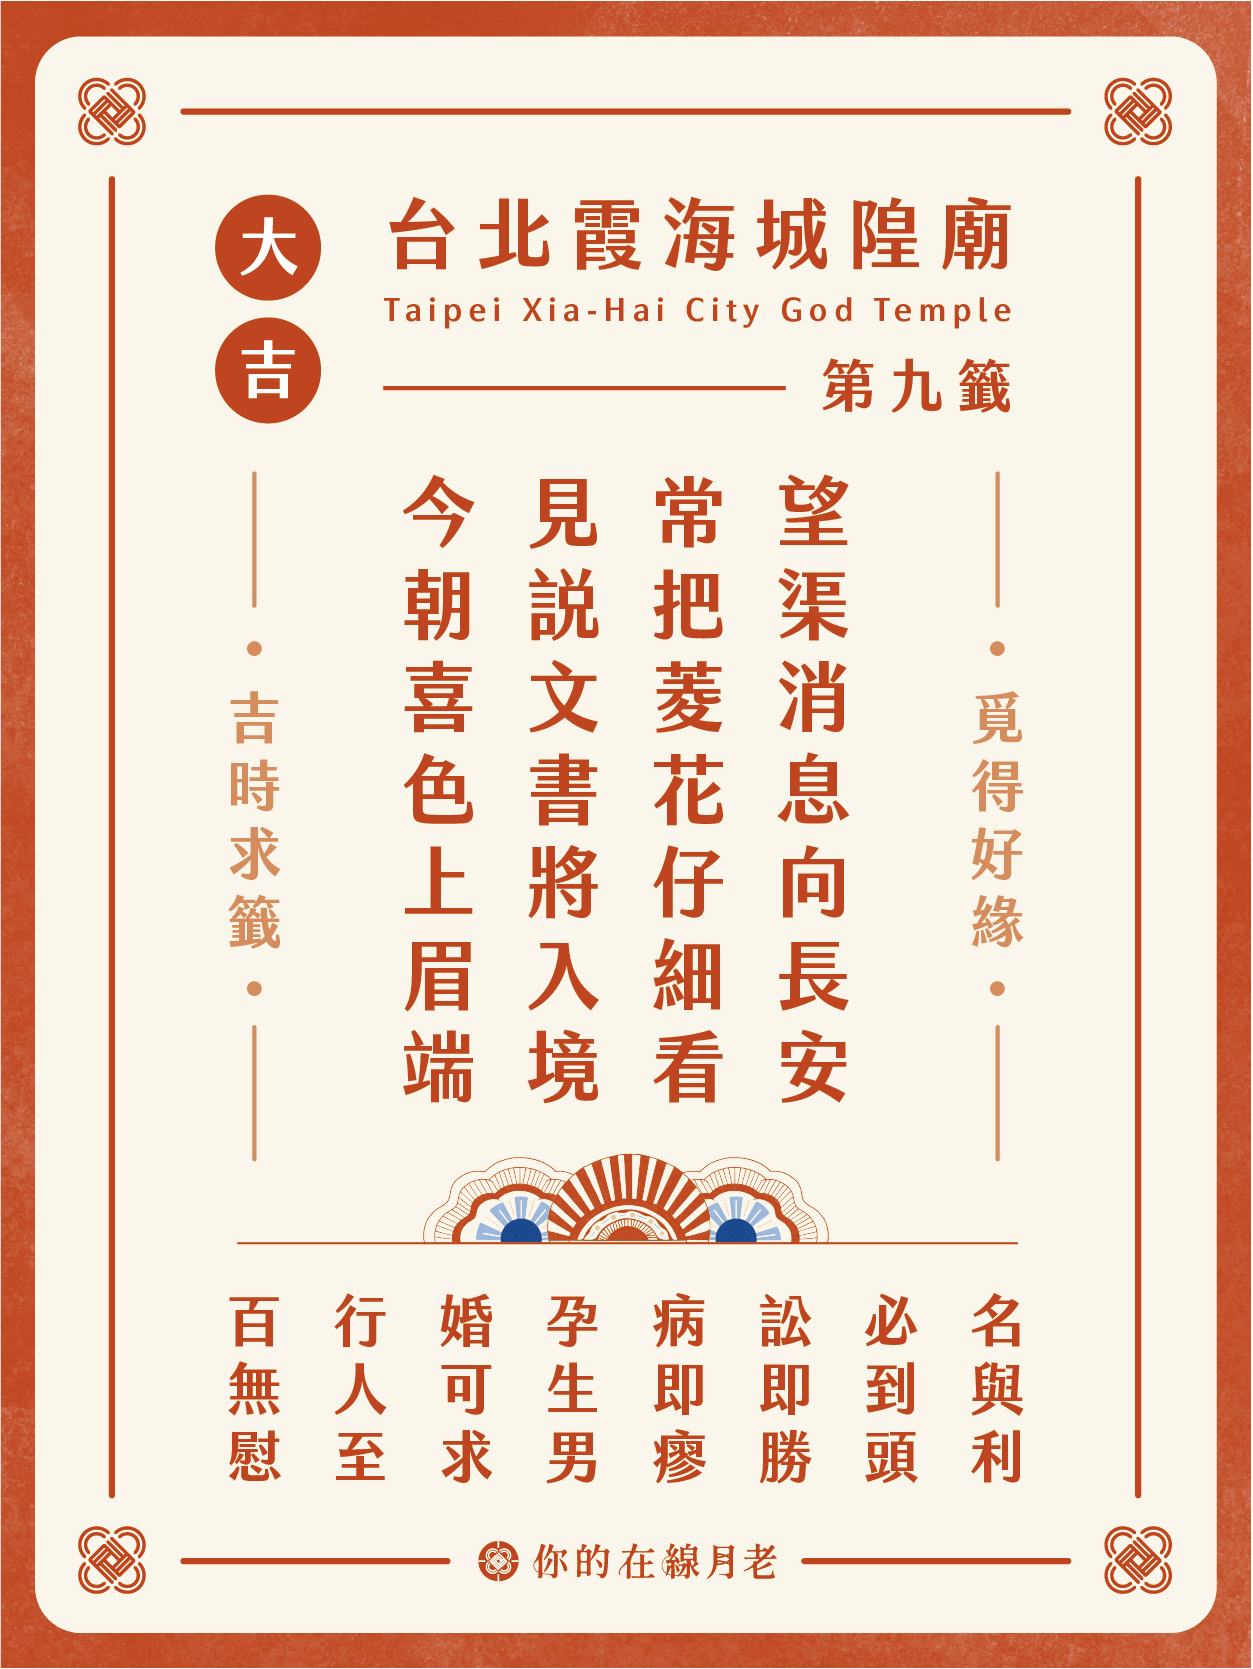 大吉
台北霞海城隍廟
Taipei Xia-Hai City God Temple
第九籤
覓得好緣
望渠消息向長安
常把菱花仔細看
見説文書將入境
今朝喜色上眉端
吉時求籤
名與利
必到頭
訟即勝
病即瘳
孕生男
婚可求
行人至
百無慰
你的在線月老